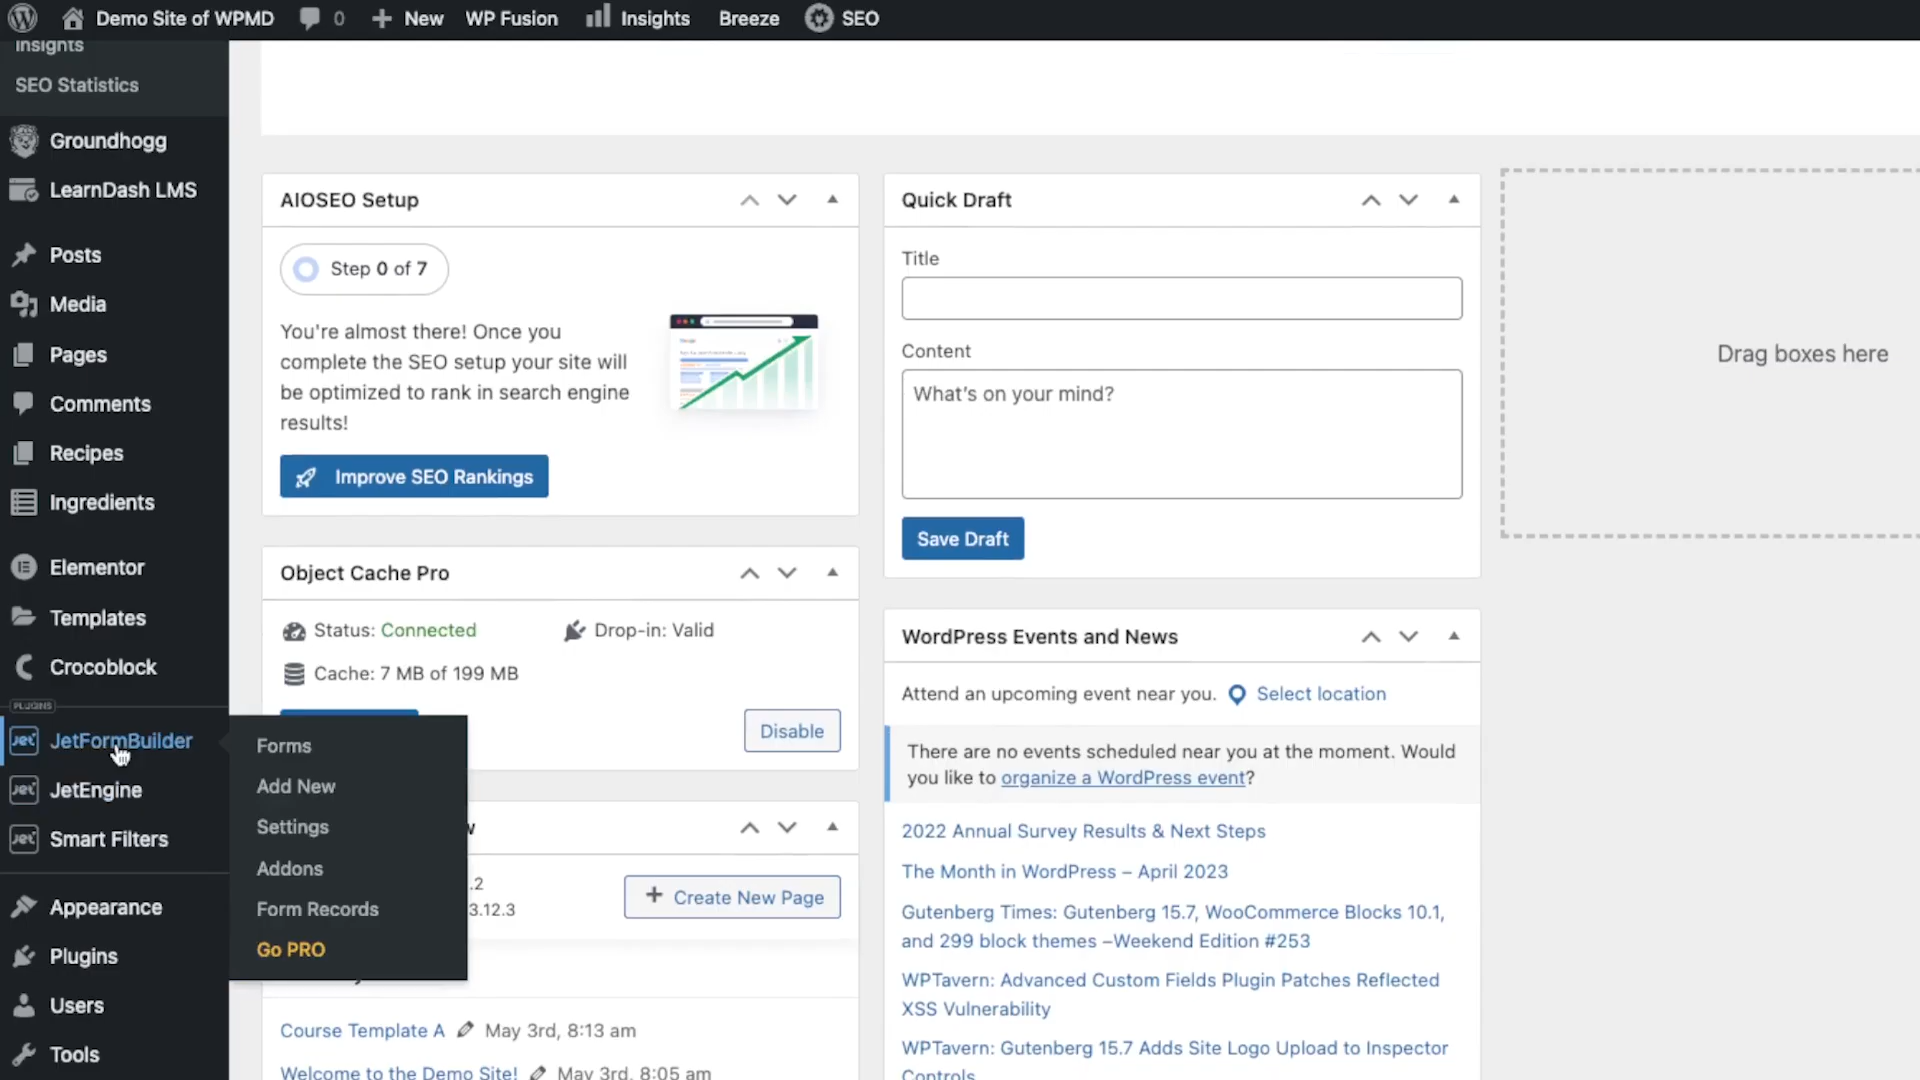 Demo Site of WPMD 0 New WP Fusion Insights Breeze SEO
Insights
SEO Statistics
Groundhogg
LearnDash LMS
Posts
Media
Pages
Comments
Recipes
Ingredients
Elementor
Templates
Crocoblock
PLUGINS
JetFormBuilder
JetEngine
Smart Filters
Appearance
Plugins
Users
Tools
Forms
Add New
Settings
Addons
Form Records
Go PRO
AIOSEO Setup
Step 0 of 7
You're almost there! Once you
complete the SEO setup your site will
be optimized to rank in search engine
results!
Improve SEO Rankings
Object Cache Pro
Status: Connected
Drop-in: Valid
Cache: 7 MB of 199 MB
Disable
w
.2
3.12.3
Create New Page
Course Template A May 3rd, 8:13 am
Welcome to the Demo Site! May 3rd, 8:05 am
Quick Draft
Title
Content
What's on your mind?
Save Draft
WordPress Events and News
Attend an upcoming event near you. Select location
There are no events scheduled near you at the moment. Would
you like to organize a WordPress event?
2022 Annual Survey Results & Next Steps
The Month in WordPress – April 2023
Gutenberg Times: Gutenberg 15.7, WooCommerce Blocks 10.1,
and 299 block themes –Weekend Edition #253
WPTavern: Advanced Custom Fields Plugin Patches Reflected
XSS Vulnerability
WPTavern: Gutenberg 15.7 Adds Site Logo Upload to Inspector
Controls
Drag boxes here